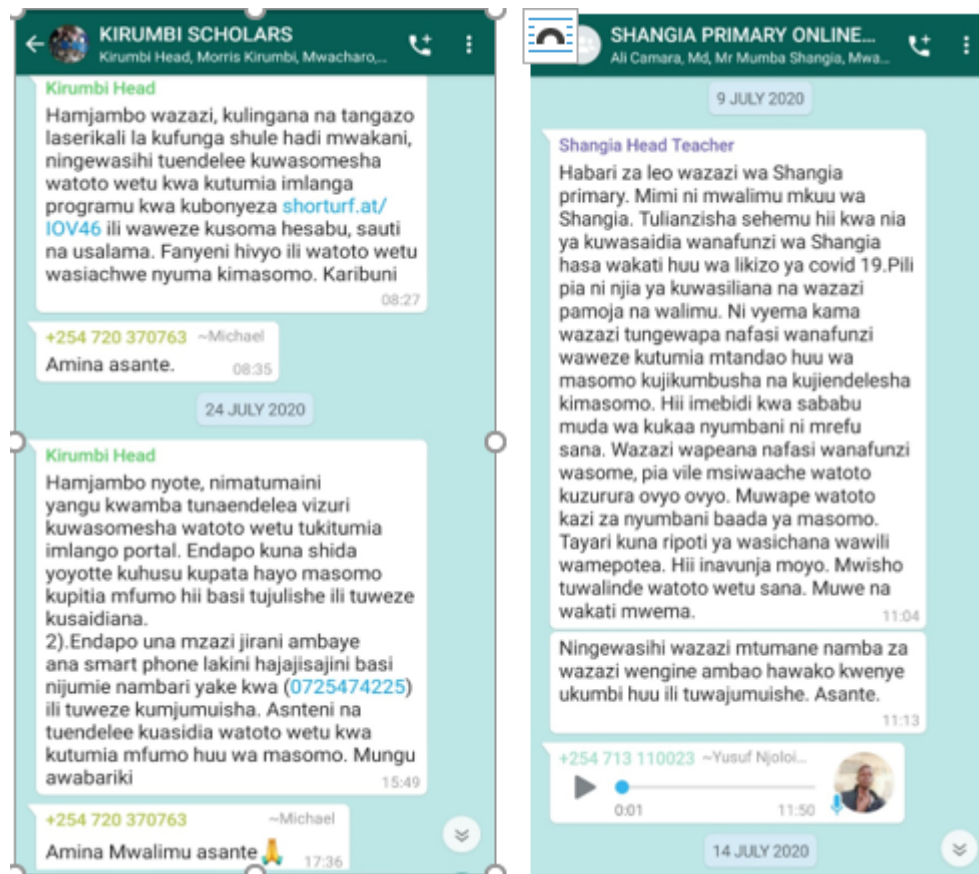 KIRUMBI SCHOLARS
Kirumbi Head, Morris Kirumbi, Mwacharo,...
Kirumbi Head
Hamjambo wazazi, kulingana na tangazo
laserikali la kufunga shule hadi mwakani,
ningewasihi tuendelee kuwasomesha
watoto wetu kwa kutumia imlanga
programu kwa kubonyeza shorturf.at/
IOV46 ili waweze kusoma hesabu, sauti
na usalama. Fanyeni hivyo ili watoto wetu
wasiachwe nyuma kimasomo. Karibuni
08:27
+254 720 370763 ~Michael
Amina asante.
08:35
24 JULY 2020
Kirumbi Head
Hamjambo nyote, nimatumaini
yangu kwamba tunaendelea vizuri
kuwasomesha watoto wetu tukitumia
imlango portal. Endapo kuna shida
yoyotte kuhusu kupata hayo masomo
kupitia mfumo hii basi tujulishe ili tuweze
kusaidiana.
2).Endapo una mzazi jirani ambaye
ana smart phone lakini hajajisajini basi
nijumie nambari yake kwa (0725474225)
ili tuweze kumjumuisha. Asnteni na
tuendelee kuasidia watoto wetu kwa
kutumia mfumo huu wa masomo. Mungu
awabariki
15:49
+254 720 370763 ~Michael
Amina Mwalimu asante 🙏
17:36
SHANGIA PRIMARY ONLINE...
Ali Camara, Md, Mr Mumba Shangia, Mwa...
9 JULY 2020
Shangia Head Teacher
Habari za leo wazazi wa Shangia
primary. Mimi ni mwalimu mkuu wa
Shangia. Tulianzisha sehemu hii kwa nia
ya kuwasaidia wanafunzi wa Shangia
hasa wakati huu wa likizo ya covid 19.Pili
pia ni njia ya kuwasiliana na wazazi
pamoja na walimu. Ni vyema kama
wazazi tungewapa nafasi wanafunzi
waweze kutumia mtandao huu wa
masomo kujikumbusha na kujiendelesha
kimasomo. Hii imebidi kwa sababu
muda wa kukaa nyumbani ni mrefu
sana. Wazazi wapeana nafasi wanafunzi
wasome, pia vile msiwaache watoto
kuzurura ovyo ovyo. Muwape watoto
kazi za nyumbani baada ya masomo.
Tayari kuna ripoti ya wasichana wawili
wamepotea. Hii inavunja moyo. Mwisho
tuwalinde watoto wetu sana. Muwe na
wakati mwema.
11:04
Ningewasihi wazazi mtumane namba za
wazazi wengine ambao hawako kwenye
ukumbi huu ili tuwajumuishe. Asante.
11:13
+254 713 110023 ~Yusuf Njoloi...
0:01 11:50
14 JULY 2020